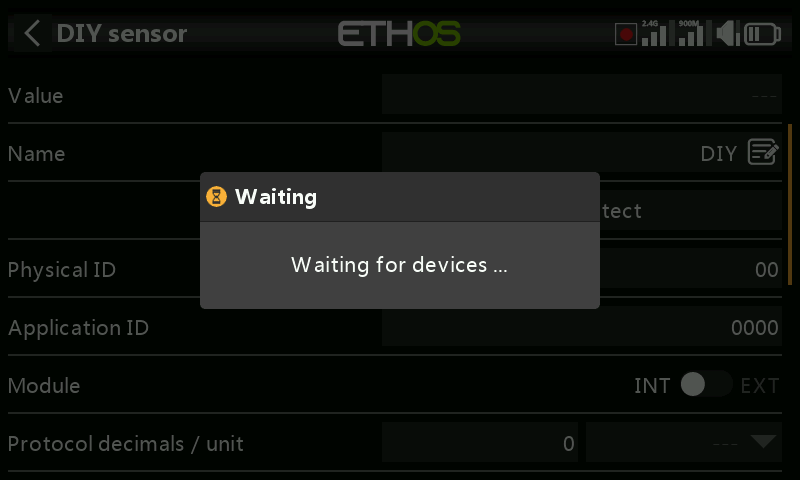 DIY sensor
ETHOS
2.4G
900M
Value
---
Name
DIY
Waiting
tect
Waiting for devices ...
Physical ID
00
Application ID
0000
Module
INT
EXT
Protocol decimals / unit
0
---